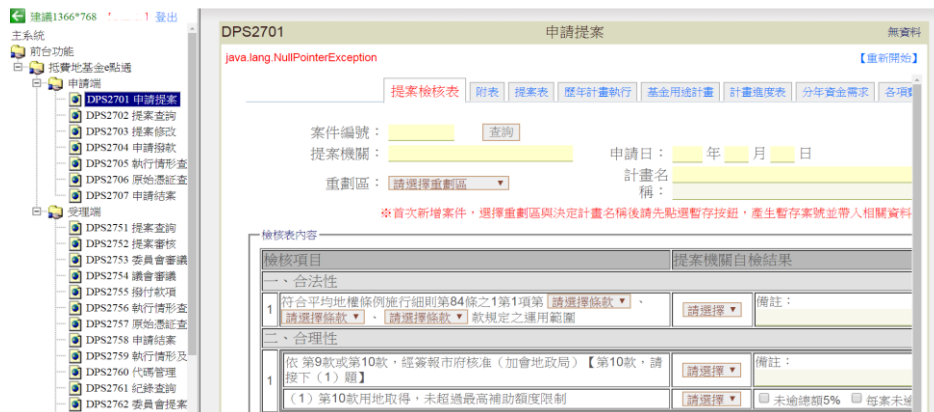 建議1366*768 登出
主系統
前台功能
抵費地基金e點通
申請端
DPS2701 申請提案
DPS2702 提案查詢
DPS2703 提案修改
DPS2704 申請撥款
DPS2705 執行情形查
DPS2706 原始憑証查
DPS2707 申請結案
受理端
DPS2751 提案查詢
DPS2752 提案審核
DPS2753 委員會審議
DPS2754 議會審議
DPS2755 撥付款項
DPS2756 執行情形查
DPS2757 原始憑証查
DPS2758 申請結案
DPS2759 執行情形及
DPS2760 代碼管理
DPS2761 紀錄查詢
DPS2762 委員會提案
DPS2701 申請提案 無資料
java.lang.NullPointerException 【重新開始】
提案檢核表 附表 提案表 歷年計畫執行 基金用途計畫 計畫進度表 分年資金需求 各項
案件編號： 查詢
提案機關： 申請日： 年 月 日
重劃區： 請選擇重劃區 計畫名稱：
※首次新增案件，選擇重劃區與決定計畫名稱後請先點選暫存按鈕，產生暫存案號並帶入相關資料
檢核表內容
檢核項目 提案機關自檢結果
一、合法性
1 符合平均地權條例施行細則第84條之1第1項第 請選擇條款 、 請選擇 備註：
請選擇條款 、 請選擇條款 款規定之運用範圍
二、合理性
1 依 第9款或第10款，經簽報市府核准（加會地政局）【第10款，請 請選擇 備註：
接下（1）題】
（1）第10款用地取得，未超過最高補助額度限制 請選擇 未逾總額5% 每案未逾